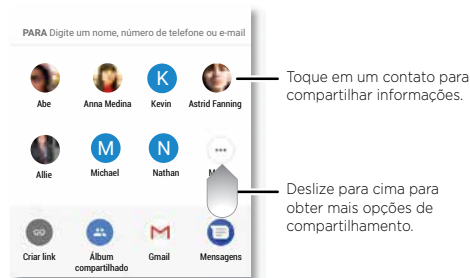 PARA Digite um nome, número de telefone ou e-mail
K
Abe Anna Medina Kevin Astrid Fanning
Toque em um contato para
compartilhar informações.
M N
Allie Michael Nathan
Deslize para cima para
obter mais opções de
compartilhamento.
Criar link Álbum Gmail Mensagens
compartilhado